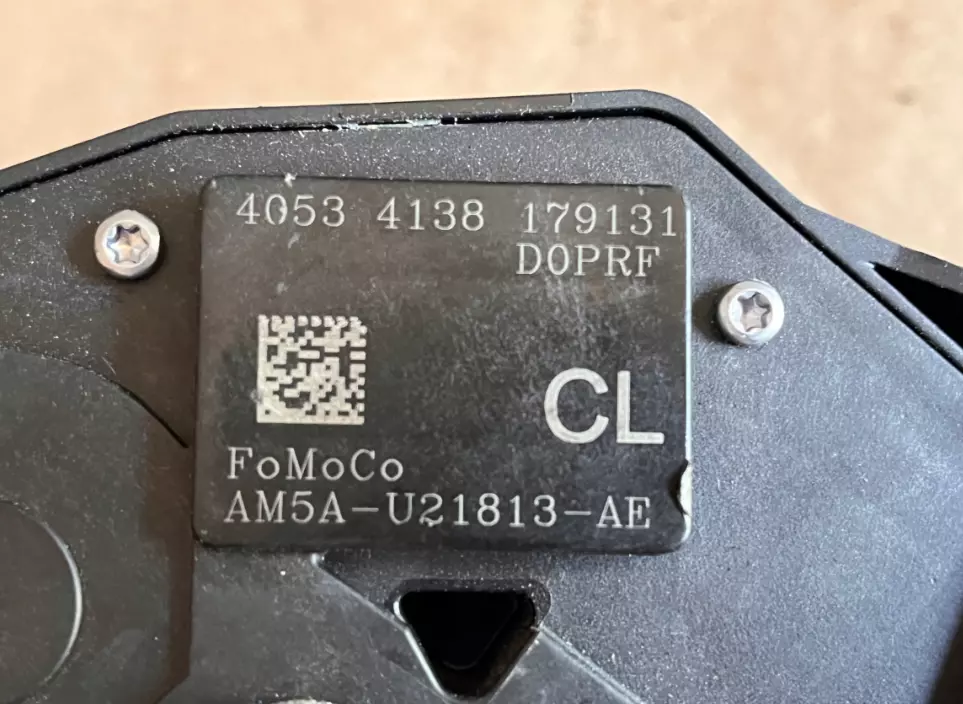 4053 4138 179131
D0PRF
CL
FoMoCo
AM5A-U21813-AE